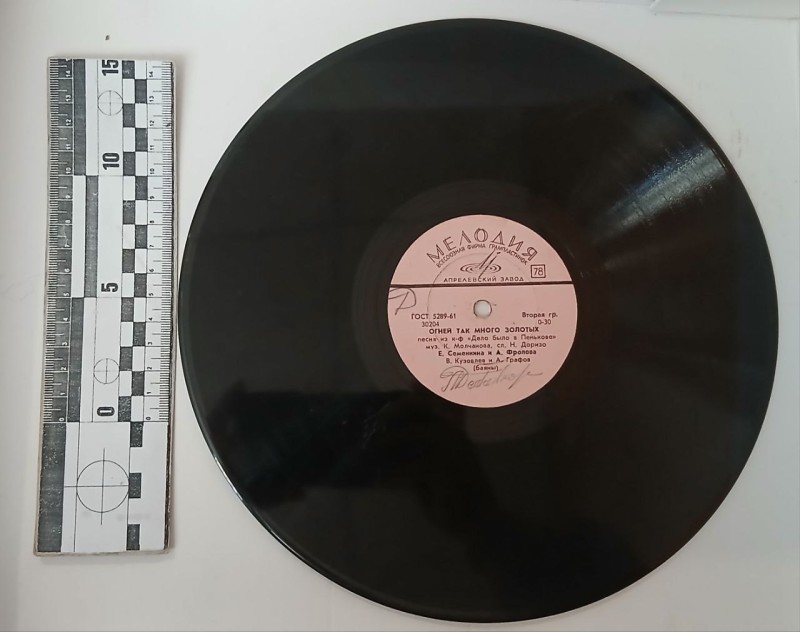 МЕЛОДИЯ
ВСЕСОЮЗНАЯ ФИРМА ГРАМПЛАСТИНОК
78
АПРЕЛЕВСКИЙ ЗАВОД
ГОСТ 5289-61 Вторая гр.
30204 0-30
ОГНЕЙ ТАК МНОГО ЗОЛОТЫХ
песня из к-ф «Дело было в Пенькове»
муз. К. Молчанова, сл. Н. Доризо
Е. Семенкина и А. Фролова
В. Кузовлев и А. Графов
(баяны)
15
10
5
0